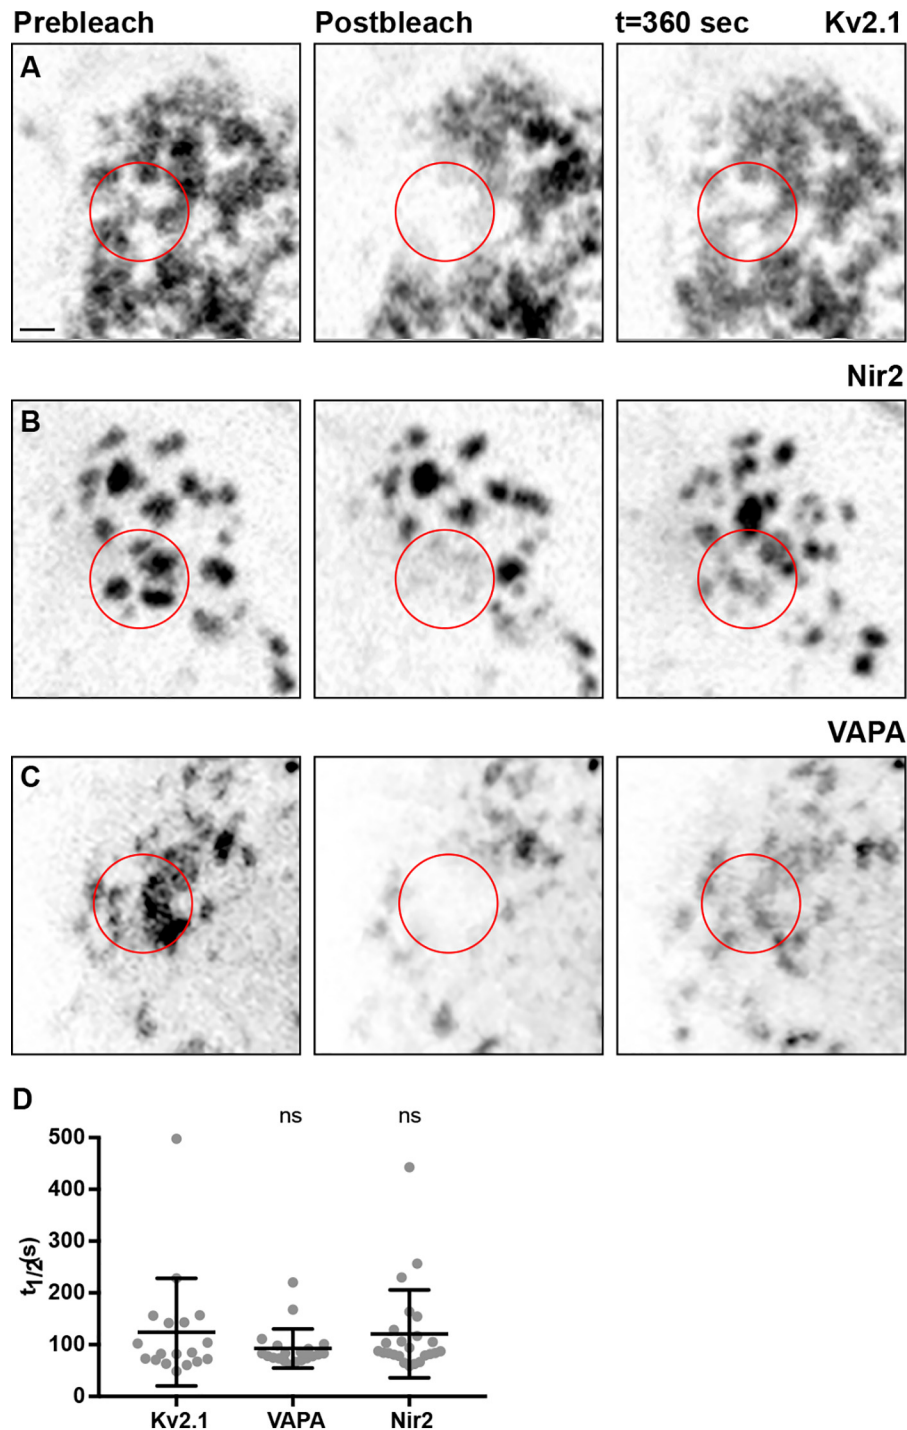 Prebleach Postbleach t=360 sec Kv2.1
A
Nir2
B
VAPA
C
D
ns ns
500
400
300
200
100
0
t1/2(s)
Kv2.1 VAPA Nir2